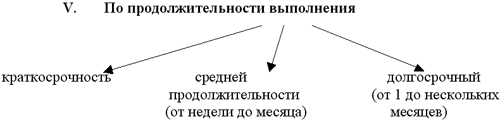 V. По продолжительности выполнения
краткосрочность средней долгосрочный
продолжительности (от 1 до нескольких
(от недели до месяца) месяцев)